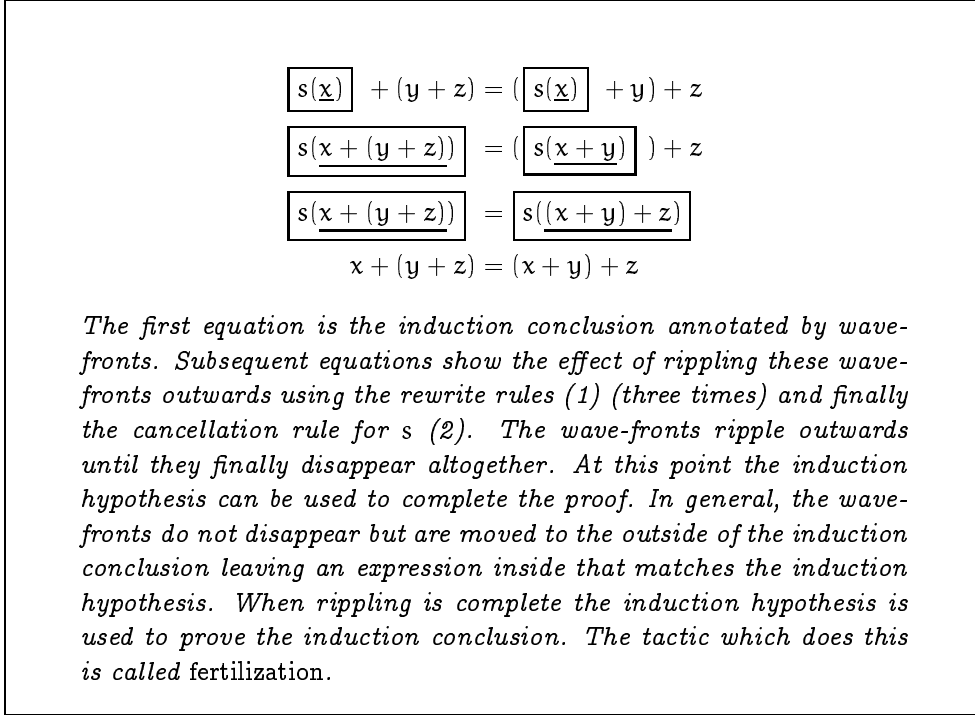 s(x) + (y + z) = ( s(x) + y) + z
s(x + (y + z)) = ( s(x + y) ) + z
s(x + (y + z)) = s((x + y) + z)
x + (y + z) = (x + y) + z
The first equation is the induction conclusion annotated by wave-
fronts. Subsequent equations show the effect of rippling these wave-
fronts outwards using the rewrite rules (1) (three times) and finally
the cancellation rule for s (2). The wave-fronts ripple outwards
until they finally disappear altogether. At this point the induction
hypothesis can be used to complete the proof. In general, the wave-
fronts do not disappear but are moved to the outside of the induction
conclusion leaving an expression inside that matches the induction
hypothesis. When rippling is complete the induction hypothesis is
used to prove the induction conclusion. The tactic which does this
is called fertilization.